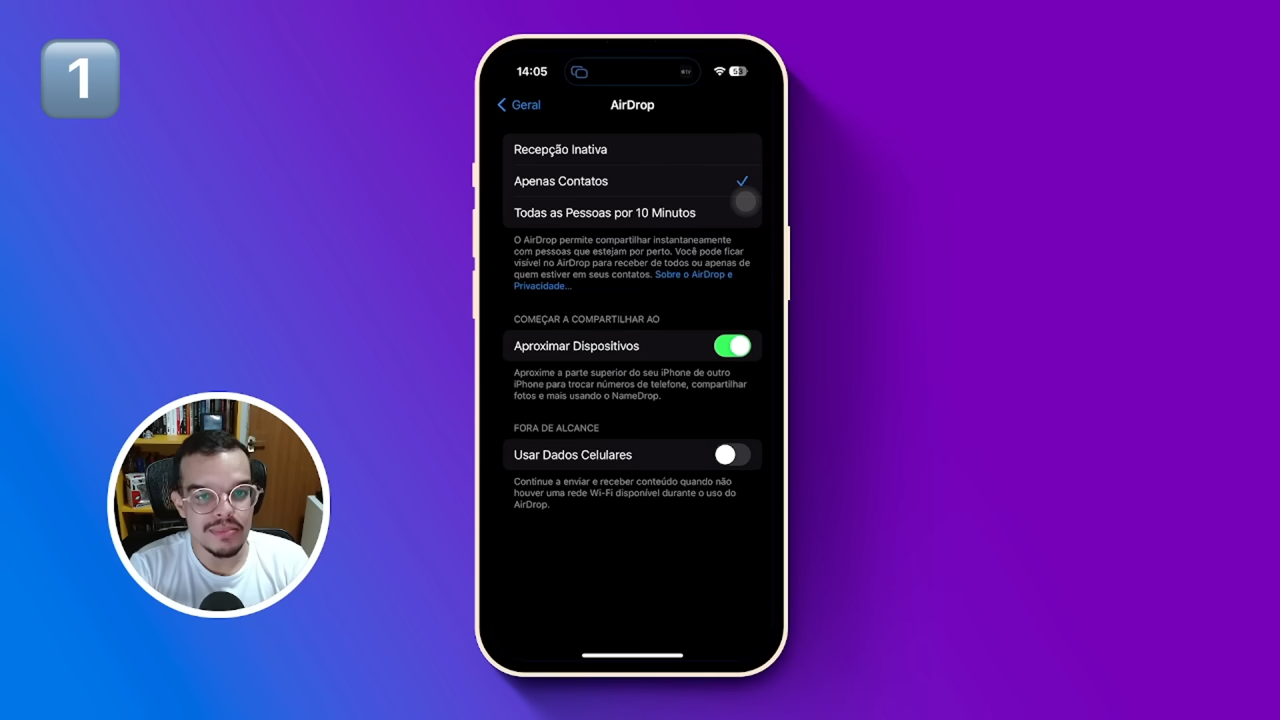 1
14:05
53
Geral
AirDrop
Recepção Inativa
Apenas Contatos
Todas as Pessoas por 10 Minutos
O AirDrop permite compartilhar instantaneamente
com pessoas que estejam por perto. Você pode ficar
visível no AirDrop para receber de todos ou apenas de
quem estiver em seus contatos. Sobre o AirDrop e
Privacidade...
COMEÇAR A COMPARTILHAR AO
Aproximar Dispositivos
Aproxime a parte superior do seu iPhone de outro
iPhone para trocar números de telefone, compartilhar
fotos e mais usando o NameDrop.
FORA DE ALCANCE
Usar Dados Celulares
Continue a enviar e receber conteúdo quando não
houver uma rede Wi-Fi disponível durante o uso do
AirDrop.